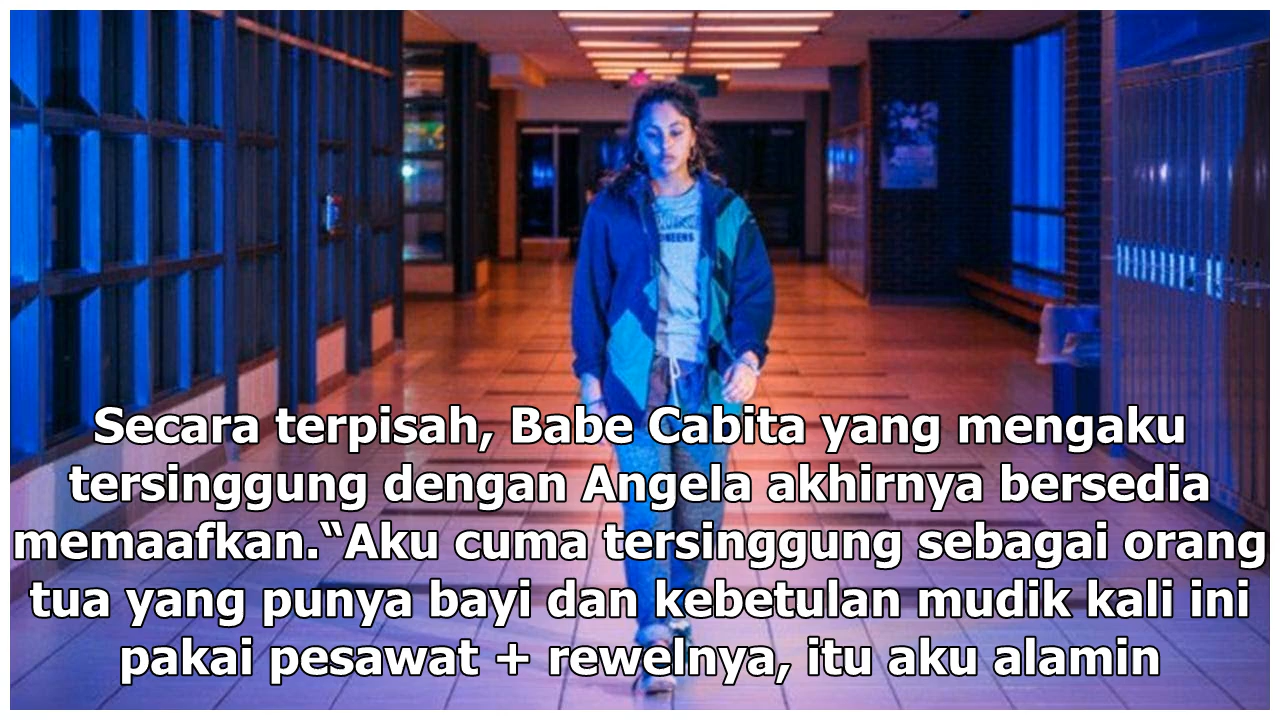 Secara terpisah, Babe Cabita yang mengaku
tersinggung dengan Angela akhirnya bersedia
memaafkan.“Aku cuma tersinggung sebagai orang
tua yang punya bayi dan kebetulan mudik kali ini
pakai pesawat + rewelnya, itu aku alamin